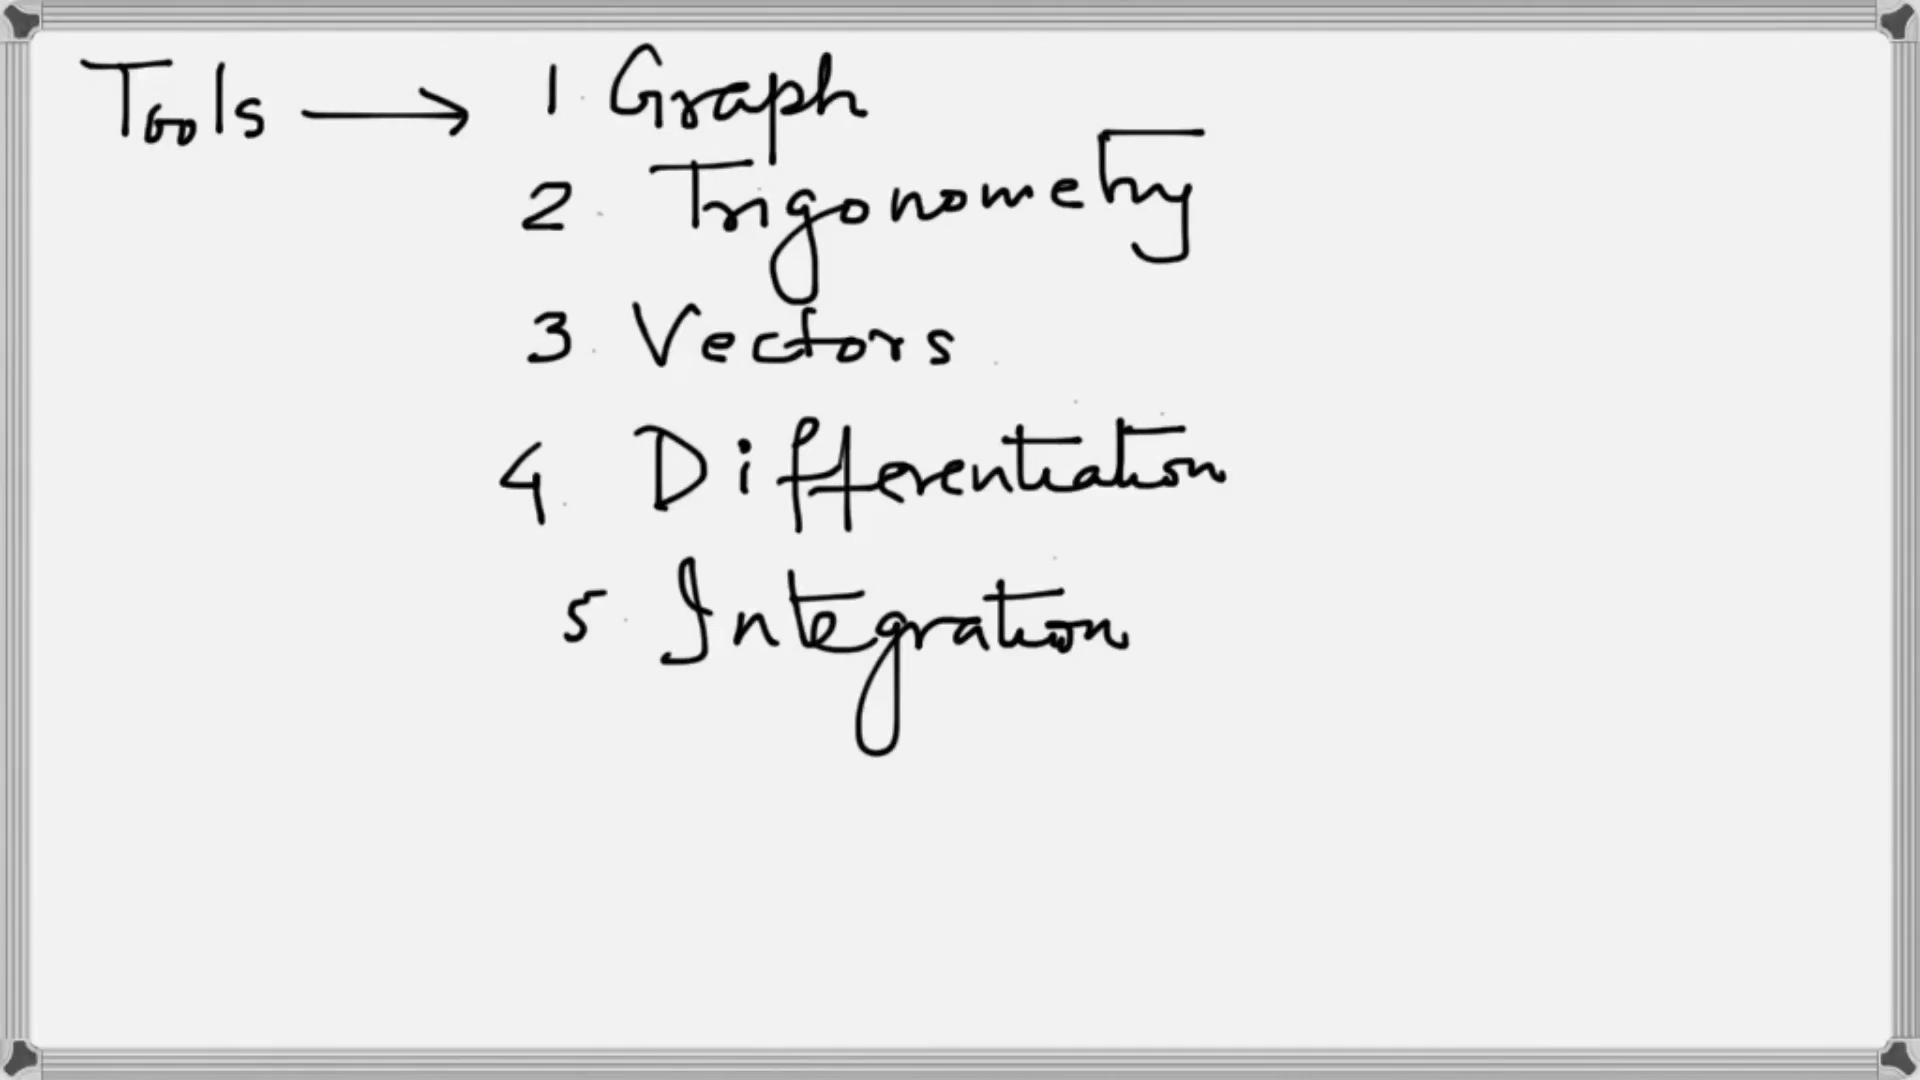 Tools → 1. Graph
2. Trigonometry
3. Vectors
4. Differentiation
5. Integration